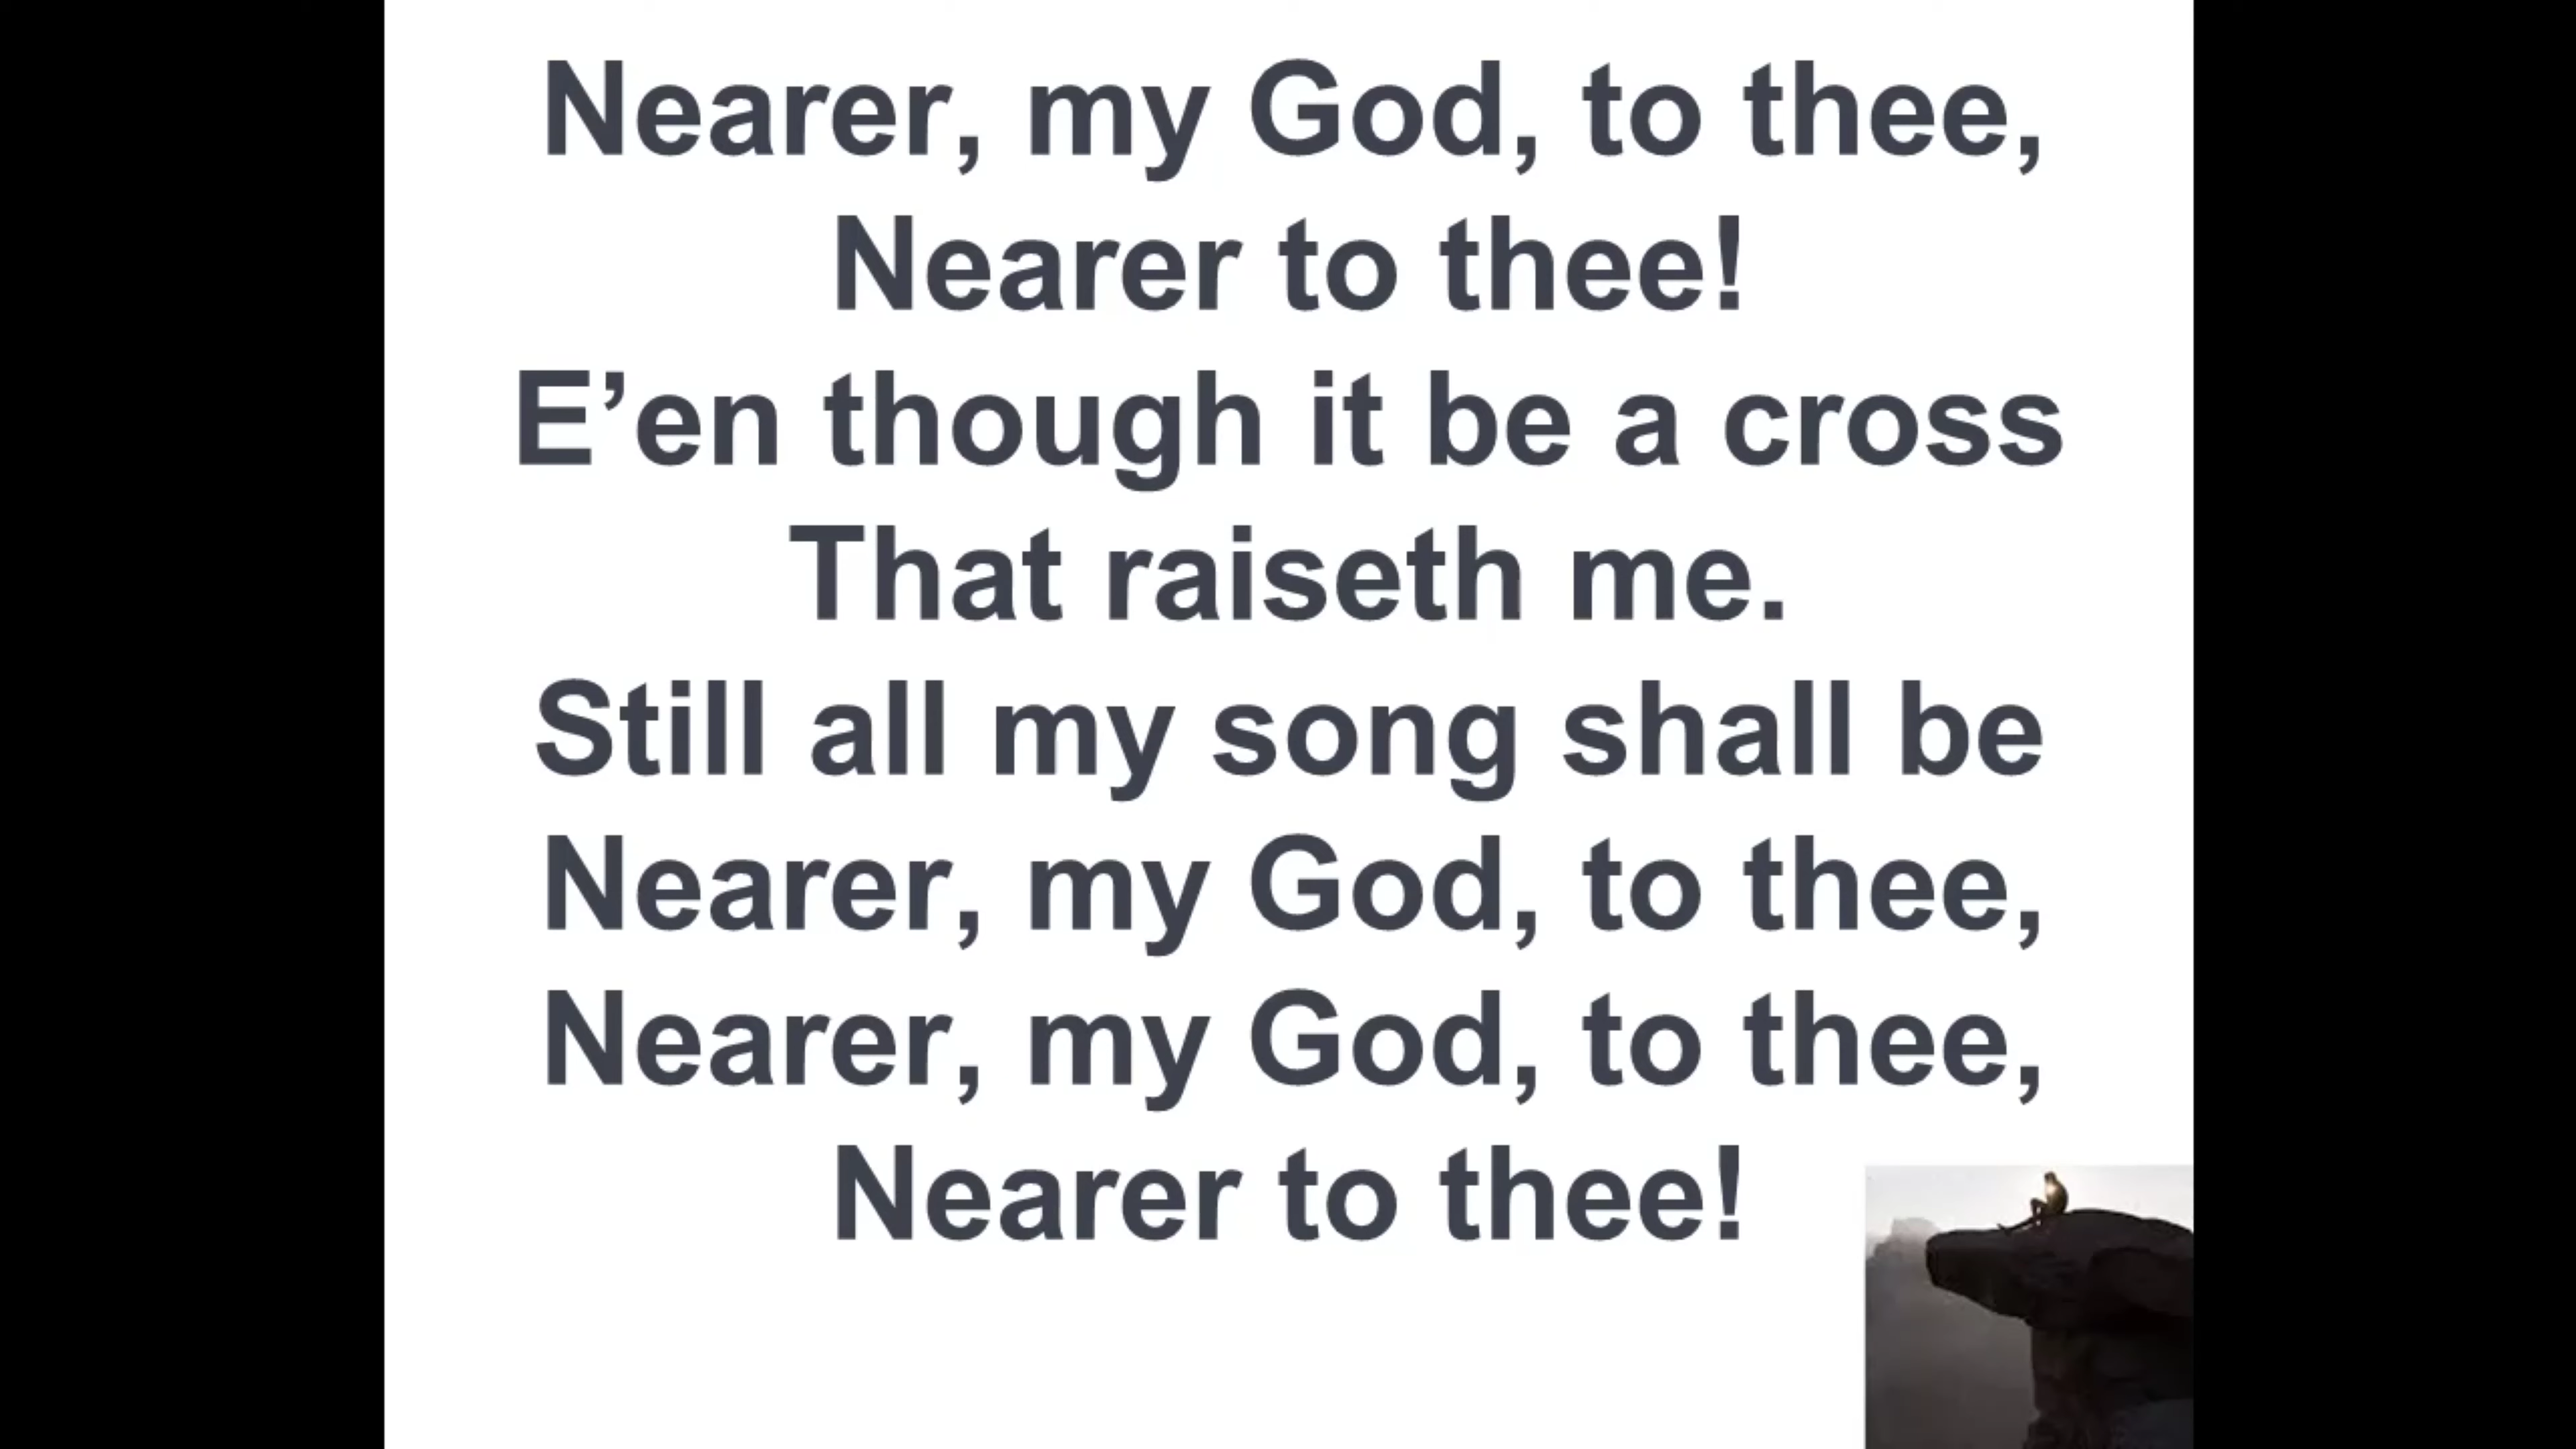 Nearer, my God, to thee,
Nearer to thee!
E’en though it be a cross
That raiseth me.
Still all my song shall be
Nearer, my God, to thee,
Nearer, my God, to thee,
Nearer to thee!